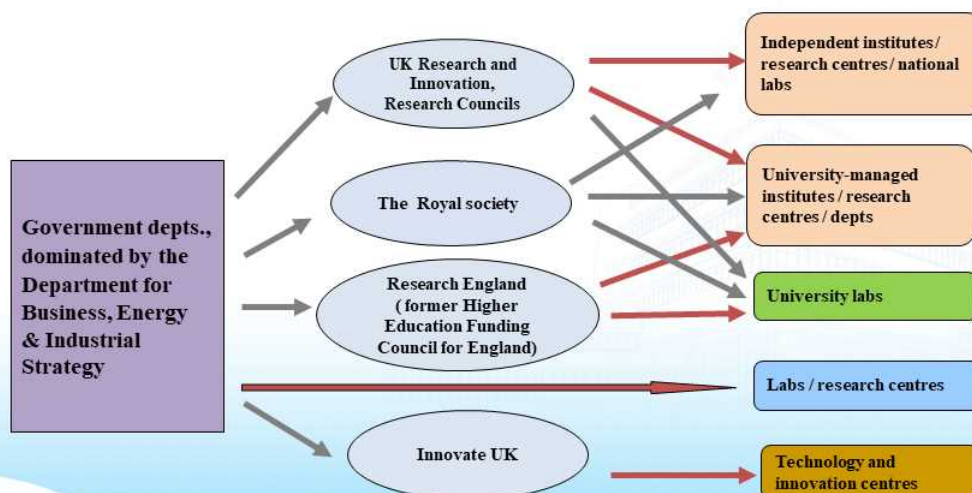 Government depts.,
dominated by the
Department for
Business, Energy
& Industrial
Strategy
UK Research and
Innovation,
Research Councils
The Royal society
Research England
( former Higher
Education Funding
Council for England)
Innovate UK
Independent institutes /
research centres / national
labs
University-managed
institutes / research
centres / depts
University labs
Labs / research centres
Technology and
innovation centres